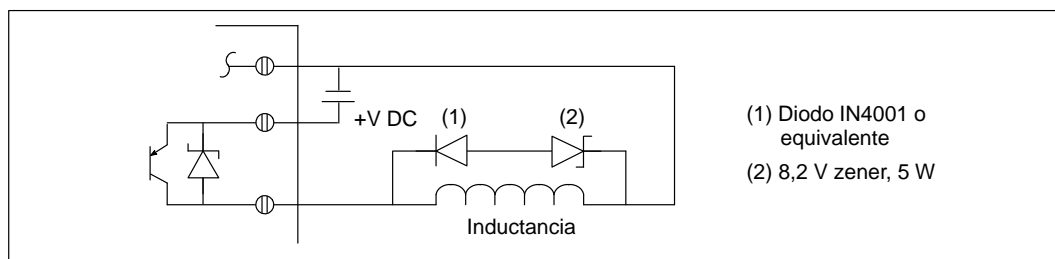 +V DC
(1)
(2)
Inductancia
(1) Diodo IN4001 o
equivalente
(2) 8,2 V zener, 5 W